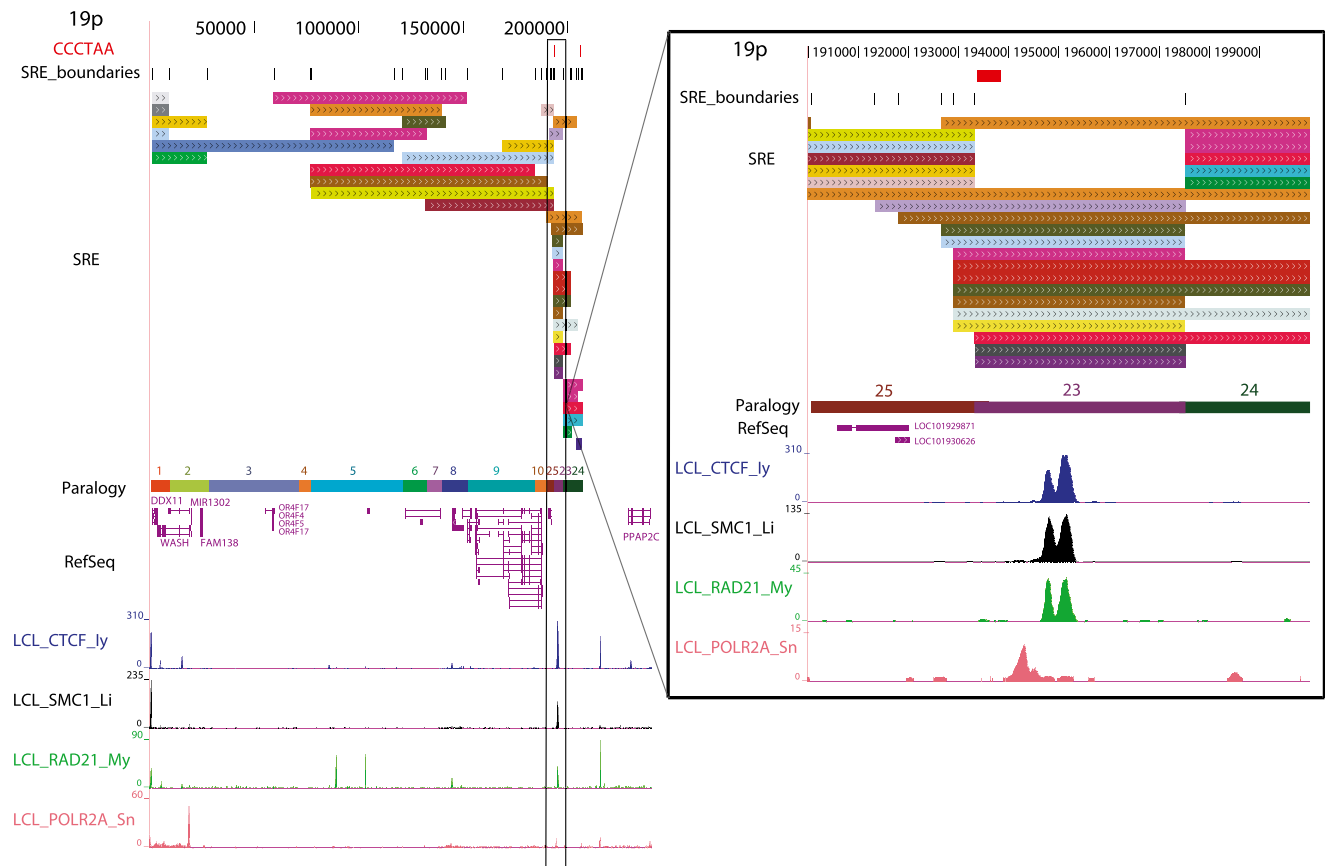 19p
50000
100000
150000
200000
CCCTAA
SRE_boundaries
SRE
Paralogy
1 2 3 4 5 6 7 8 9 10 25 23 24
DDX11
MIR1302
OR4F17
OR4F4
OR4F5
OR4F17
WASH
FAM138
PPAP2C
RefSeq
310
LCL_CTCF_Iy
0
235
LCL_SMC1_Li
0
90
LCL_RAD21_My
0
60
LCL_POLR2A_Sn
0
19p
191000 192000 193000 194000 195000 196000 197000 198000 199000
SRE_boundaries
SRE
25 23 24
Paralogy
RefSeq
LOC101929871
LOC101930626
310
LCL_CTCF_Iy
0
135
LCL_SMC1_Li
0
45
LCL_RAD21_My
0
15
LCL_POLR2A_Sn
0